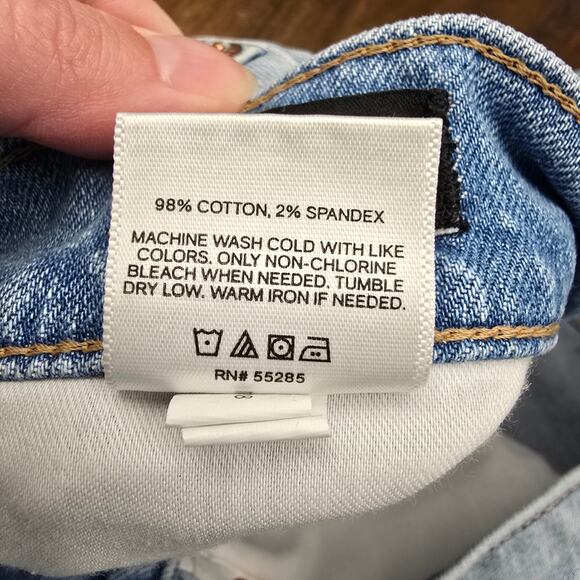 98% COTTON, 2% SPANDEX
MACHINE WASH COLD WITH LIKE
COLORS. ONLY NON-CHLORINE
BLEACH WHEN NEEDED. TUMBLE
DRY LOW. WARM IRON IF NEEDED.
RN# 55285
8